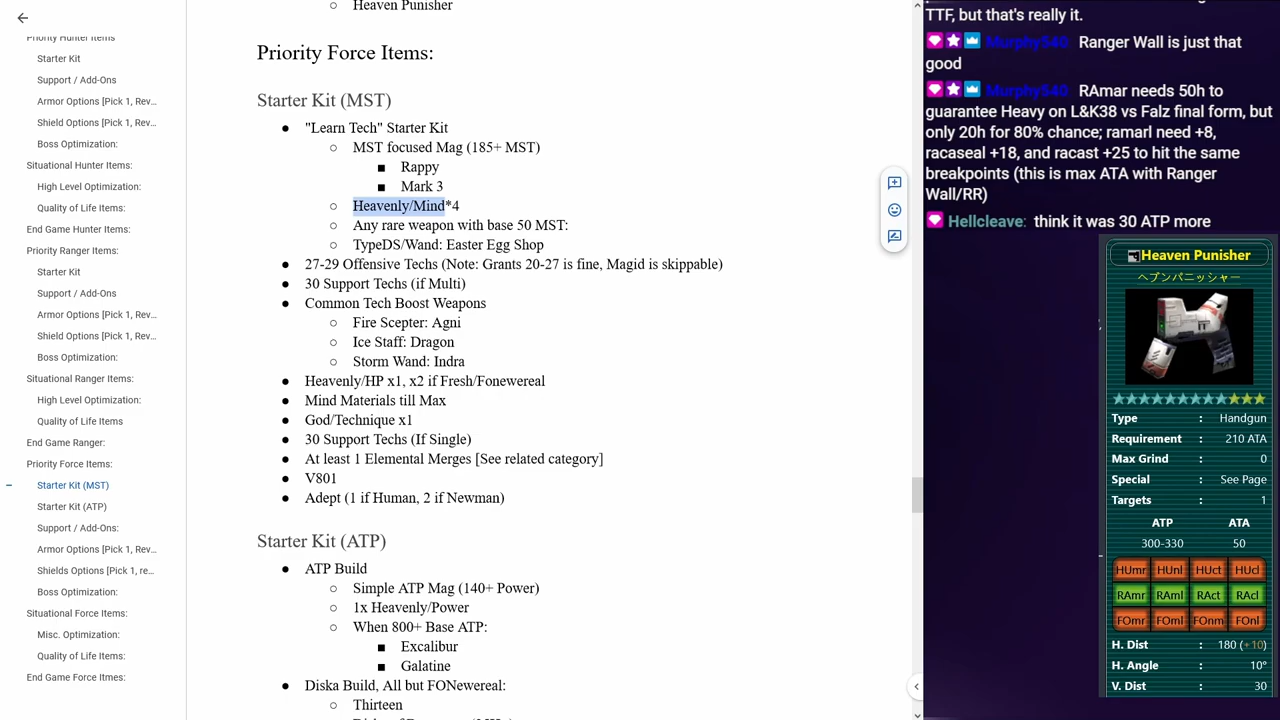 Heaven Punisher
Priority Hunter Items
Starter Kit
Support / Add-Ons
Armor Options [Pick 1, Rev...
Shield Options [Pick 1, Rev...
Boss Optimization:
Situational Hunter Items:
High Level Optimization:
Quality of Life Items:
End Game Hunter Items:
Priority Ranger Items:
Starter Kit
Support / Add-Ons:
Armor Options [Pick 1, Rev...
Shield Options [Pick 1, Rev...
Boss Optimization:
Situational Ranger Items:
High Level Optimization:
Quality of Life Items
End Game Ranger:
Priority Force Items:
Starter Kit (MST)
Starter Kit (ATP)
Support / Add-Ons:
Armor Options [Pick 1, Rev...
Shields Options [Pick 1, re...
Boss Optimization:
Situational Force Items:
Misc. Optimization:
Quality of Life Items:
End Game Force Itmes:
Priority Force Items:
Starter Kit (MST)
● "Learn Tech" Starter Kit
○ MST focused Mag (185+ MST)
■ Rappy
■ Mark 3
○ Heavenly/Mind*4
○ Any rare weapon with base 50 MST:
○ TypeDS/Wand: Easter Egg Shop
● 27-29 Offensive Techs (Note: Grants 20-27 is fine, Magid is skippable)
● 30 Support Techs (if Multi)
● Common Tech Boost Weapons
○ Fire Scepter: Agni
○ Ice Staff: Dragon
○ Storm Wand: Indra
● Heavenly/HP x1, x2 if Fresh/Fonewereal
● Mind Materials till Max
● God/Technique x1
● 30 Support Techs (If Single)
● At least 1 Elemental Merges [See related category]
● V801
● Adept (1 if Human, 2 if Newman)
Starter Kit (ATP)
● ATP Build
○ Simple ATP Mag (140+ Power)
○ 1x Heavenly/Power
○ When 800+ Base ATP:
■ Excalibur
■ Galatine
● Diska Build, All but FONewereal:
○ Thirteen
TTF, but that's really it.
Murphy540 Ranger Wall is just that
good
Murphy540 RAmar needs 50h to
guarantee Heavy on L&K38 vs Falz final form, but
only 20h for 80% chance; ramarl need +8,
racaseal +18, and racast +25 to hit the same
breakpoints (this is max ATA with Ranger
Wall/RR)
Hellcleave: think it was 30 ATP more
Heaven Punisher
ヘブンパニッシャー
★★★★★★★★★★★★
Type : Handgun
Requirement : 210 ATA
Max Grind : 0
Special : See Page
Targets : 1
ATP ATA
300-330 50
HUmr HUnl HUct HUcl
RAmr RAml RAct RAcl
FOmr FOml FOnm FOnl
H. Dist : 180 (+10)
H. Angle : 10°
V. Dist : 30